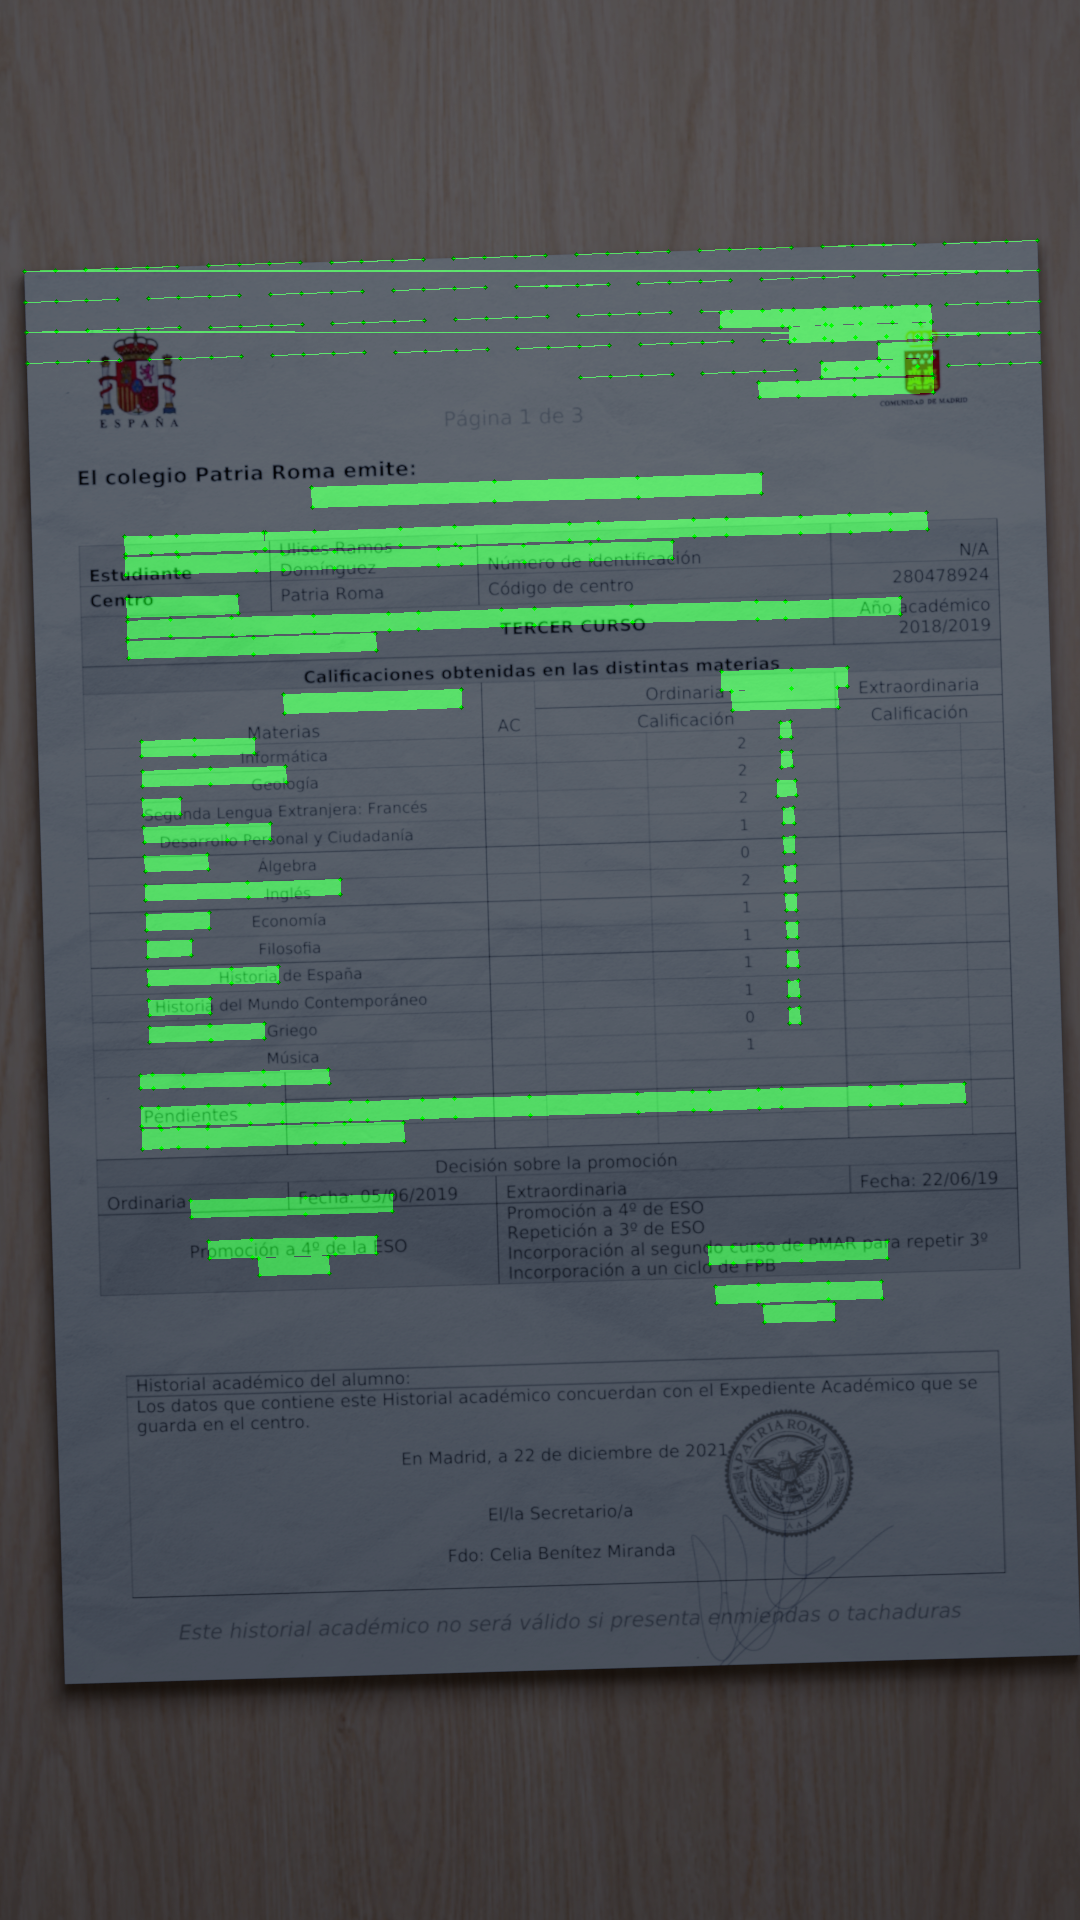 ESPAÑA
COMUNIDAD DE MADRID
Página 1 de 3
El colegio Patria Roma emite:
Estudiante Ulises Ramos Domínguez Número de identificación N/A
Centro Patria Roma Código de centro 280478924
TERCER CURSO Año académico 2018/2019
Calificaciones obtenidas en las distintas materias
Materias AC Ordinaria - Extraordinaria
Calificación Calificación
Informática 2
Geología 2
Segunda Lengua Extranjera: Francés 2
Desarrollo Personal y Ciudadanía 1
Álgebra 0
Inglés 2
Economía 1
Filosofía 1
Historia de España 1
Historia del Mundo Contemporáneo 1
Griego 0
Música 1
Pendientes
Decisión sobre la promoción
Ordinaria Fecha: 05/06/2019 Extraordinaria Fecha: 22/06/19
Promoción a 4º de la ESO
Promoción a 4º de ESO
Repetición a 3º de ESO
Incorporación al segundo curso de PMAR para repetir 3º
Incorporación a un ciclo de FPB
Historial académico del alumno:
Los datos que contiene este Historial académico concuerdan con el Expediente Académico que se
guarda en el centro.
En Madrid, a 22 de diciembre de 2021
PATRIA ROMA
A A A
El/la Secretario/a
Fdo: Celia Benítez Miranda
Este historial académico no será válido si presenta enmiendas o tachaduras